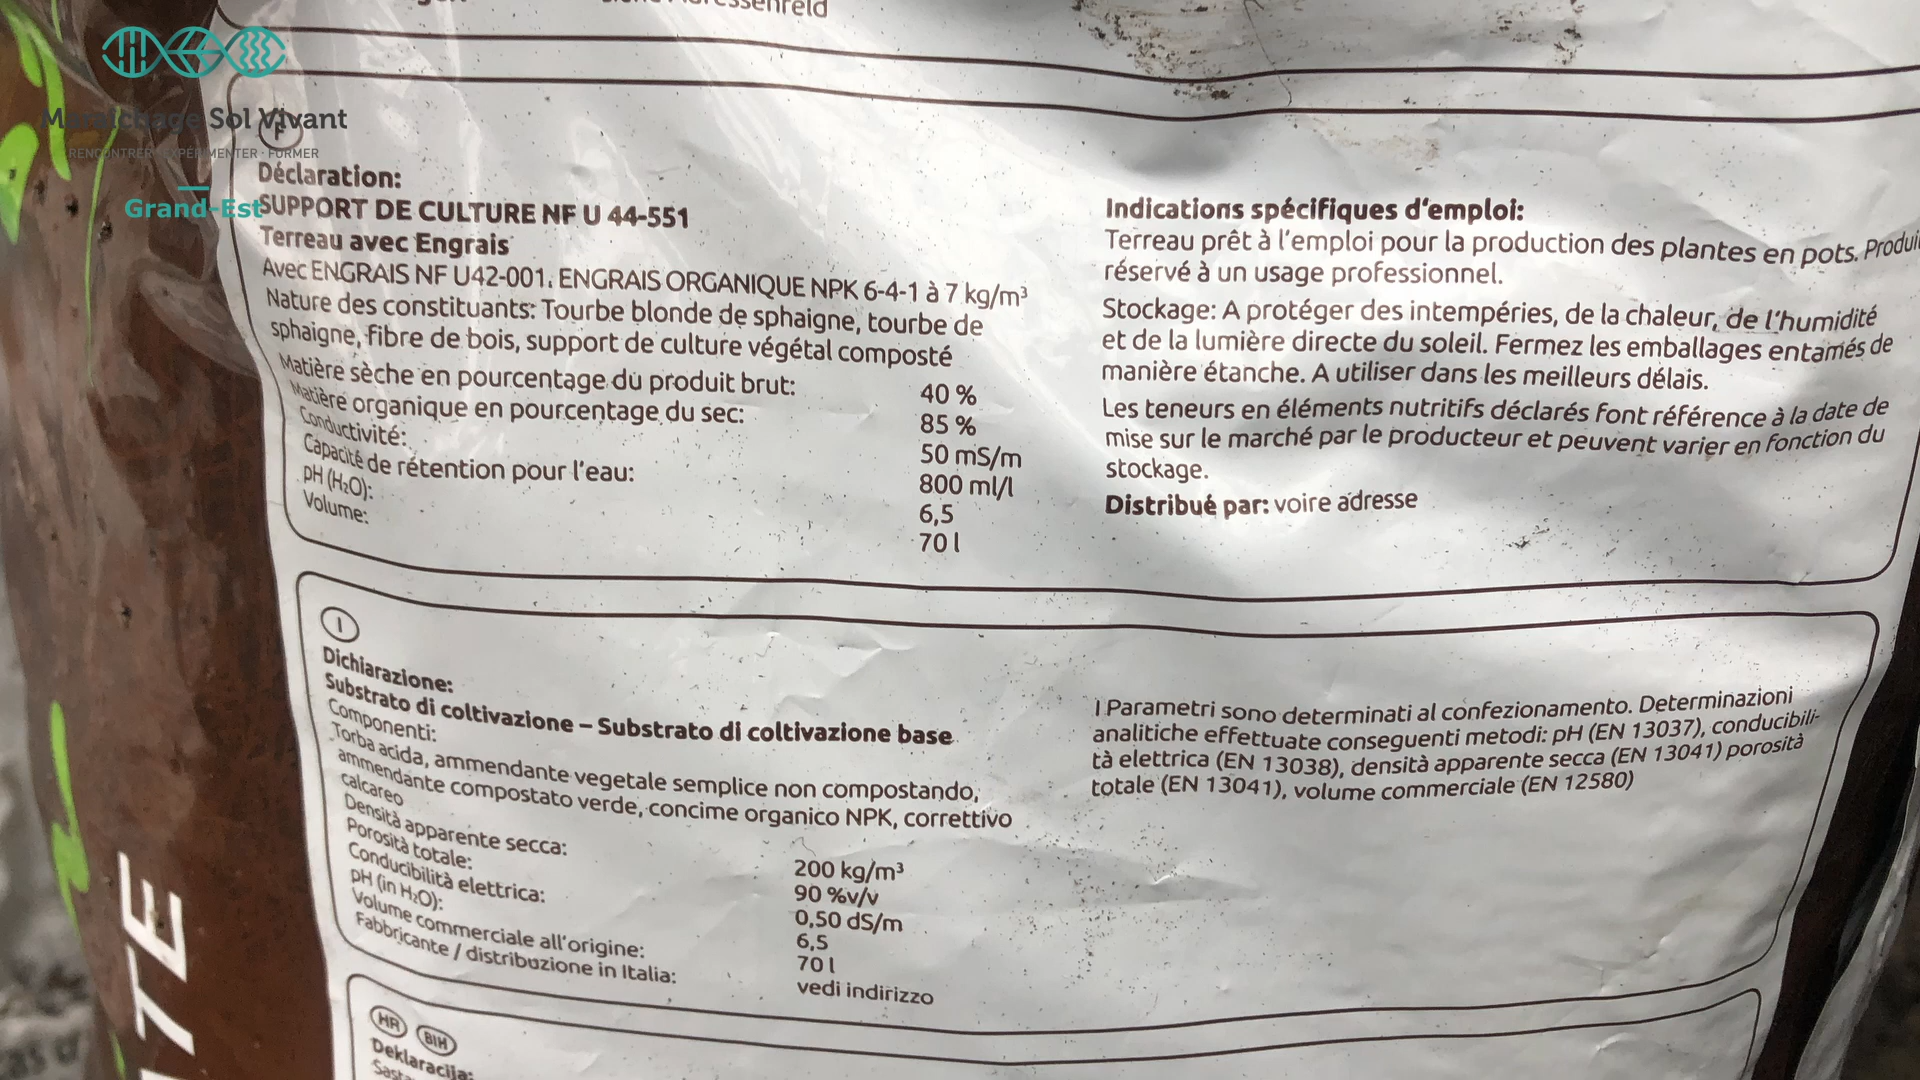 ssenfeld
Maraîchage Sol Vivant
RENCONTRER · EXPÉRIMENTER · FORMER
Grand-Est
F
Déclaration:
SUPPORT DE CULTURE NF U 44-551
Terreau avec Engrais
Avec ENGRAIS NF U42-001. ENGRAIS ORGANIQUE NPK 6-4-1 à 7 kg/m³
Nature des constituants: Tourbe blonde de sphaigne, tourbe de
sphaigne, fibre de bois, support de culture végétal composté
Matière sèche en pourcentage du produit brut: 40 %
Matière organique en pourcentage du sec: 85 %
Conductivité: 50 mS/m
Capacité de rétention pour l'eau: 800 ml/l
pH (H₂O): 6,5
Volume: 70 l
Indications spécifiques d'emploi:
Terreau prêt à l'emploi pour la production des plantes en pots. Produi
réservé à un usage professionnel.
Stockage: A protéger des intempéries, de la chaleur, de l'humidité
et de la lumière directe du soleil. Fermez les emballages entamés de
manière étanche. A utiliser dans les meilleurs délais.
Les teneurs en éléments nutritifs déclarés font référence à la date de
mise sur le marché par le producteur et peuvent varier en fonction du
stockage.
Distribué par: voire adresse
I
Dichiarazione:
Substrato di coltivazione – Substrato di coltivazione base
Componenti:
Torba acida, ammendante vegetale semplice non compostando,
ammendante compostato verde, concime organico NPK, correttivo
calcareo
Densità apparente secca: 200 kg/m³
Porosità totale: 90 %v/v
Conducibilità elettrica: 0,50 dS/m
pH (in H₂O): 6,5
Volume commerciale all'origine: 70 l
Fabbricante / distribuzione in Italia: vedi indirizzo
I Parametri sono determinati al confezionamento. Determinazioni
analitiche effettuate conseguenti metodi: pH (EN 13037), conducibili-
tà elettrica (EN 13038), densità apparente secca (EN 13041) porosità
totale (EN 13041), volume commerciale (EN 12580)
HR BIH
Deklaracija:
Sasta
TE